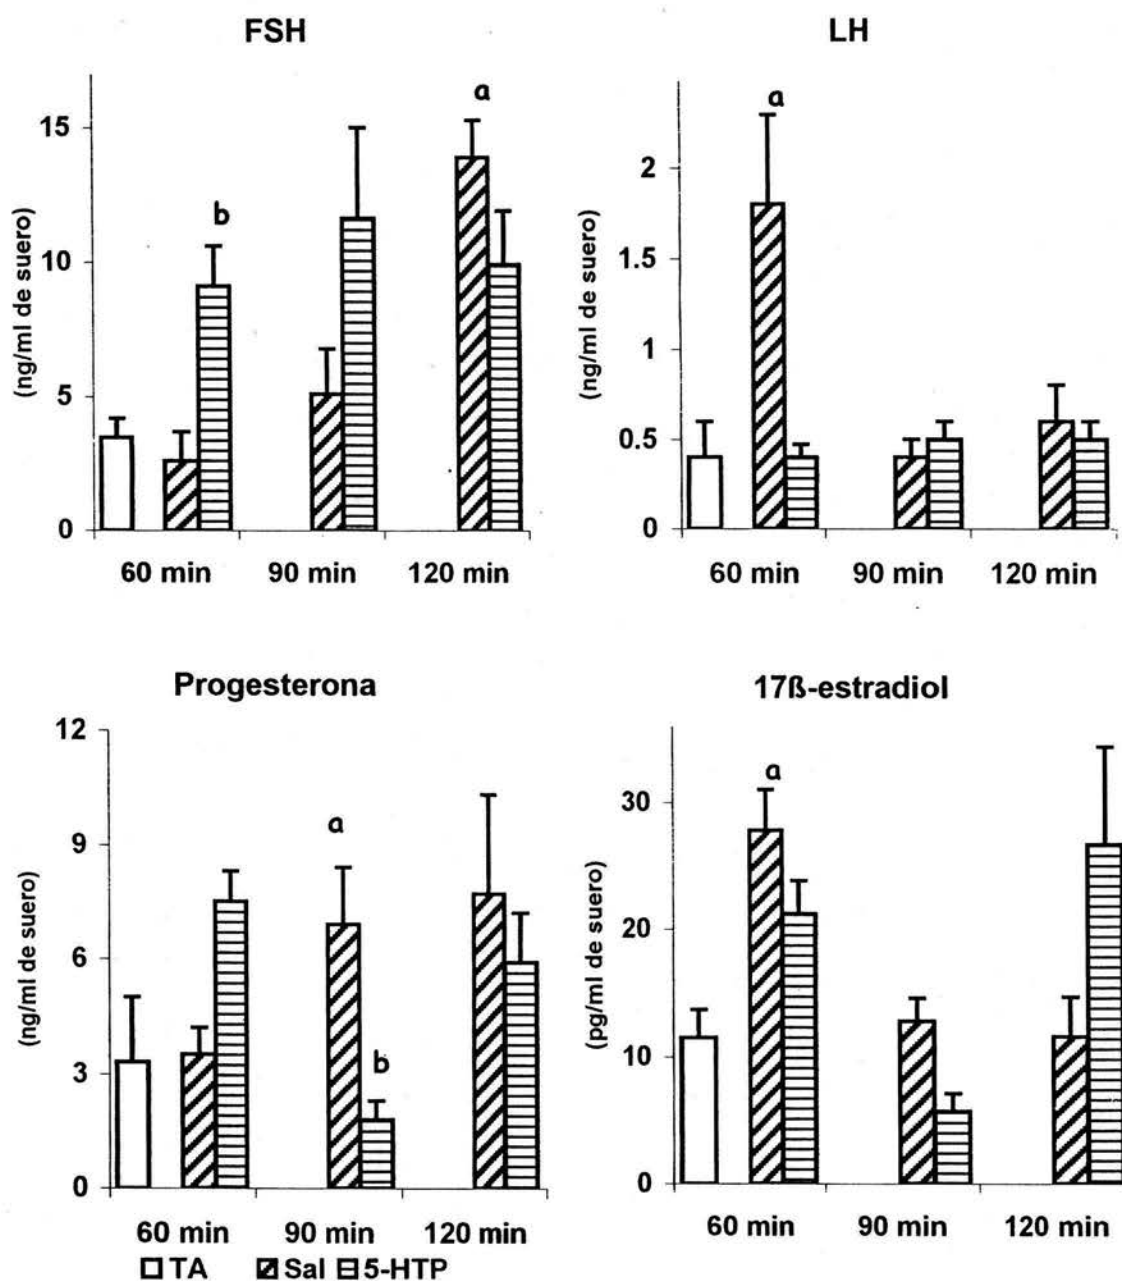 FSH
LH
(ng/ml de suero)
15
10
5
0
a
b
60 min 90 min 120 min
(ng/ml de suero)
2
1.5
1
0.5
0
a
60 min 90 min 120 min
Progesterona
17ß-estradiol
(ng/ml de suero)
12
9
6
3
0
a
b
60 min 90 min 120 min
(pg/ml de suero)
30
20
10
0
a
60 min 90 min 120 min
TA Sal 5-HTP